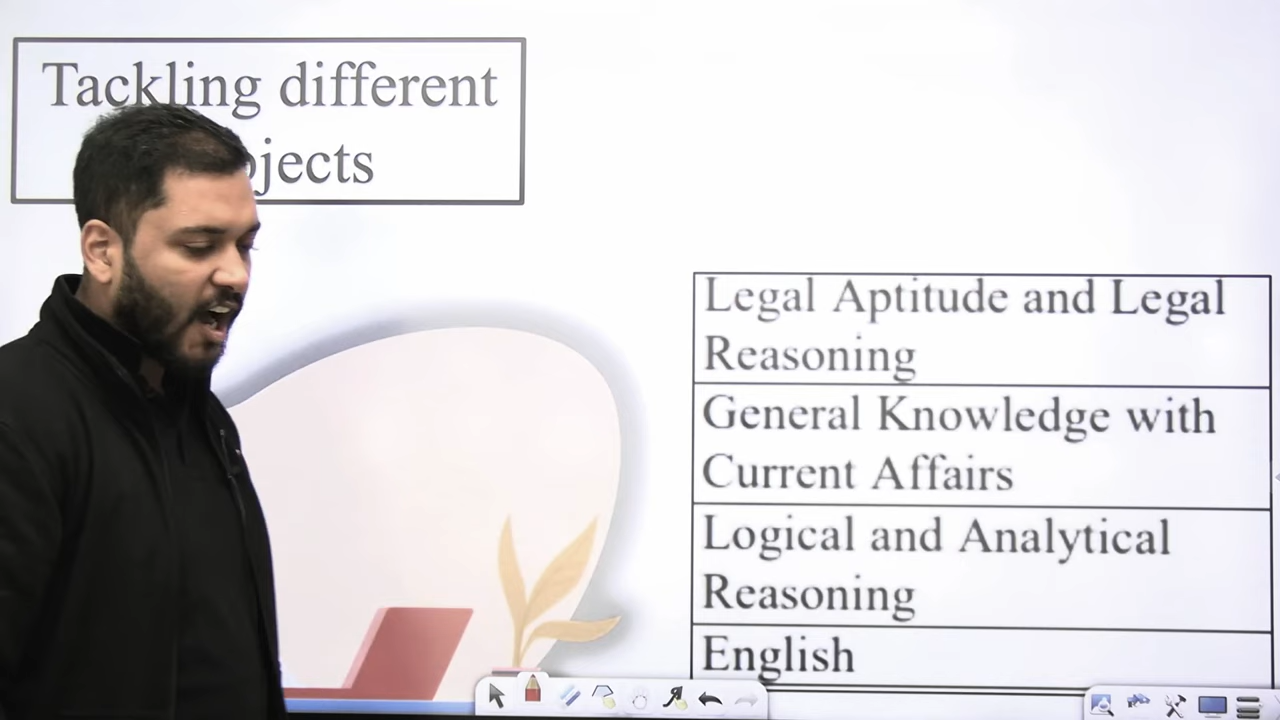 Tackling different
Legal Aptitude and Legal
Reasoning
General Knowledge with
Current Affairs
Logical and Analytical
Reasoning
English